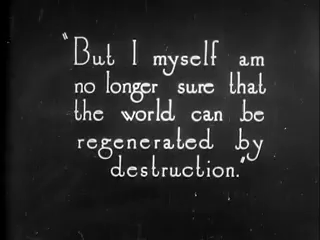 "But I myself am
no longer sure that
the world can be
regenerated by
destruction."